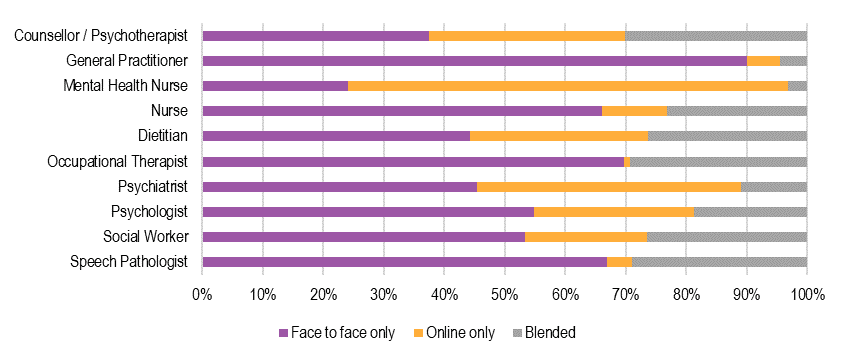 Counsellor / Psychotherapist
General Practitioner
Mental Health Nurse
Nurse
Dietitian
Occupational Therapist
Psychiatrist
Psychologist
Social Worker
Speech Pathologist
0% 10% 20% 30% 40% 50% 60% 70% 80% 90% 100%
Face to face only Online only Blended